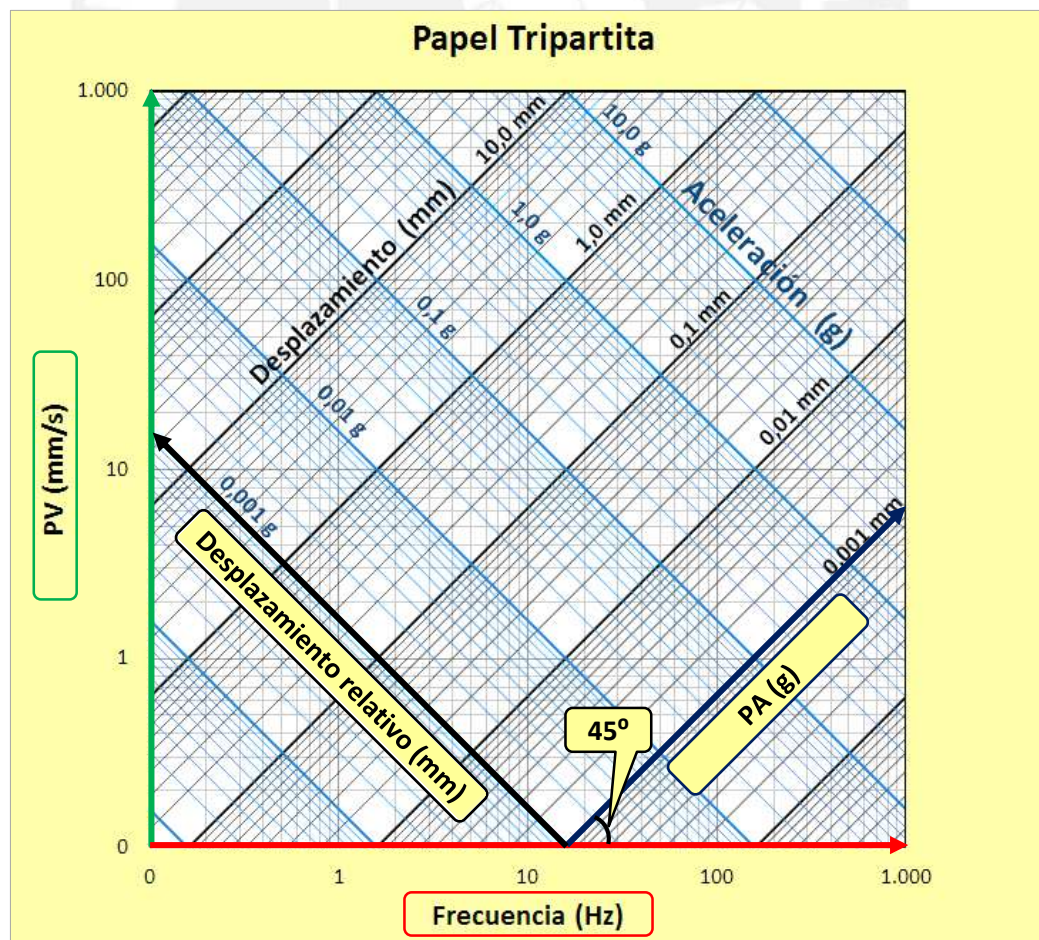 Papel Tripartita
1.000
100
10
1
0
PV (mm/s)
10,0 mm
10,0 g
Desplazamiento (mm)
1,0 g
1,0 mm
Aceleración (g)
0,1 g
0,1 mm
0,01 g
0,01 mm
0,001 g
0,001 mm
Desplazamiento relativo (mm)
PA (g)
45º
0
1
10
100
1.000
Frecuencia (Hz)